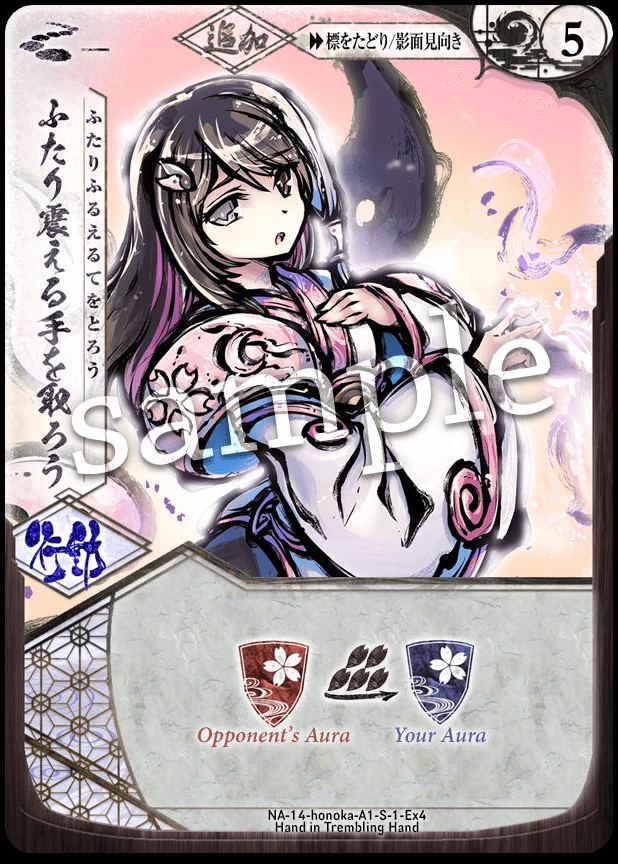 追加
標をたどり/影面見向き
5
ふたり震える手を取ろう
ふたりふるえるてをとろう
sample
行動
Opponent's Aura
Your Aura
NA-14-honoka-A1-S-1-Ex4
Hand in Trembling Hand